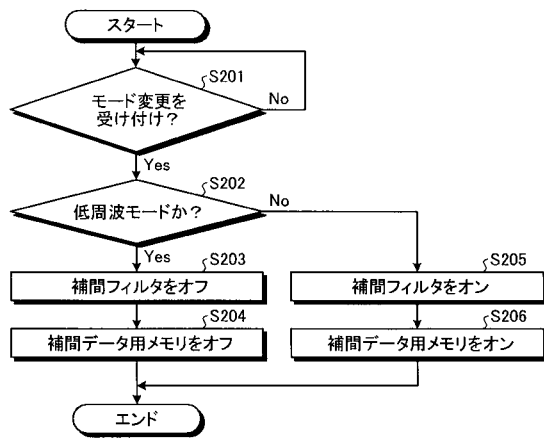 スタート
S201
モード変更を
受け付け?
No
Yes
S202
低周波モードか?
No
Yes
S203
補間フィルタをオフ
S205
補間フィルタをオン
S204
補間データ用メモリをオフ
S206
補間データ用メモリをオン
エンド